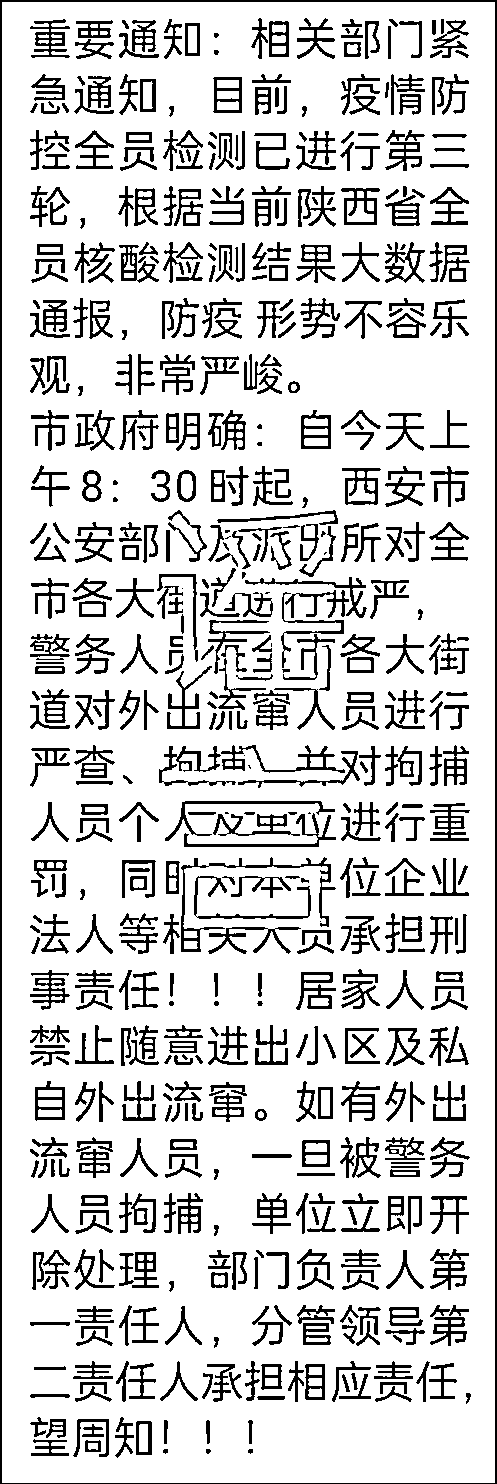 重要通知：相关部门紧
急通知，目前，疫情防
控全员检测已进行第三
轮，根据当前陕西省全
员核酸检测结果大数据
通报，防疫 形势不容乐
观，非常严峻。
市政府明确：自今天上
午8：30时起，西安市
公安部门及派出所对全
市各大街道进行戒严，
警务人员在全市各大街
道对外出流窜人员进行
严查、拘捕，并对拘捕
人员个人及单位进行重
罚，同时对本单位企业
法人等相关人员承担刑
事责任！！！居家人员
禁止随意进出小区及私
自外出流窜。如有外出
流窜人员，一旦被警务
人员拘捕，单位立即开
除处理，部门负责人第
一责任人，分管领导第
二责任人承担相应责任，
望周知！！！
谣言